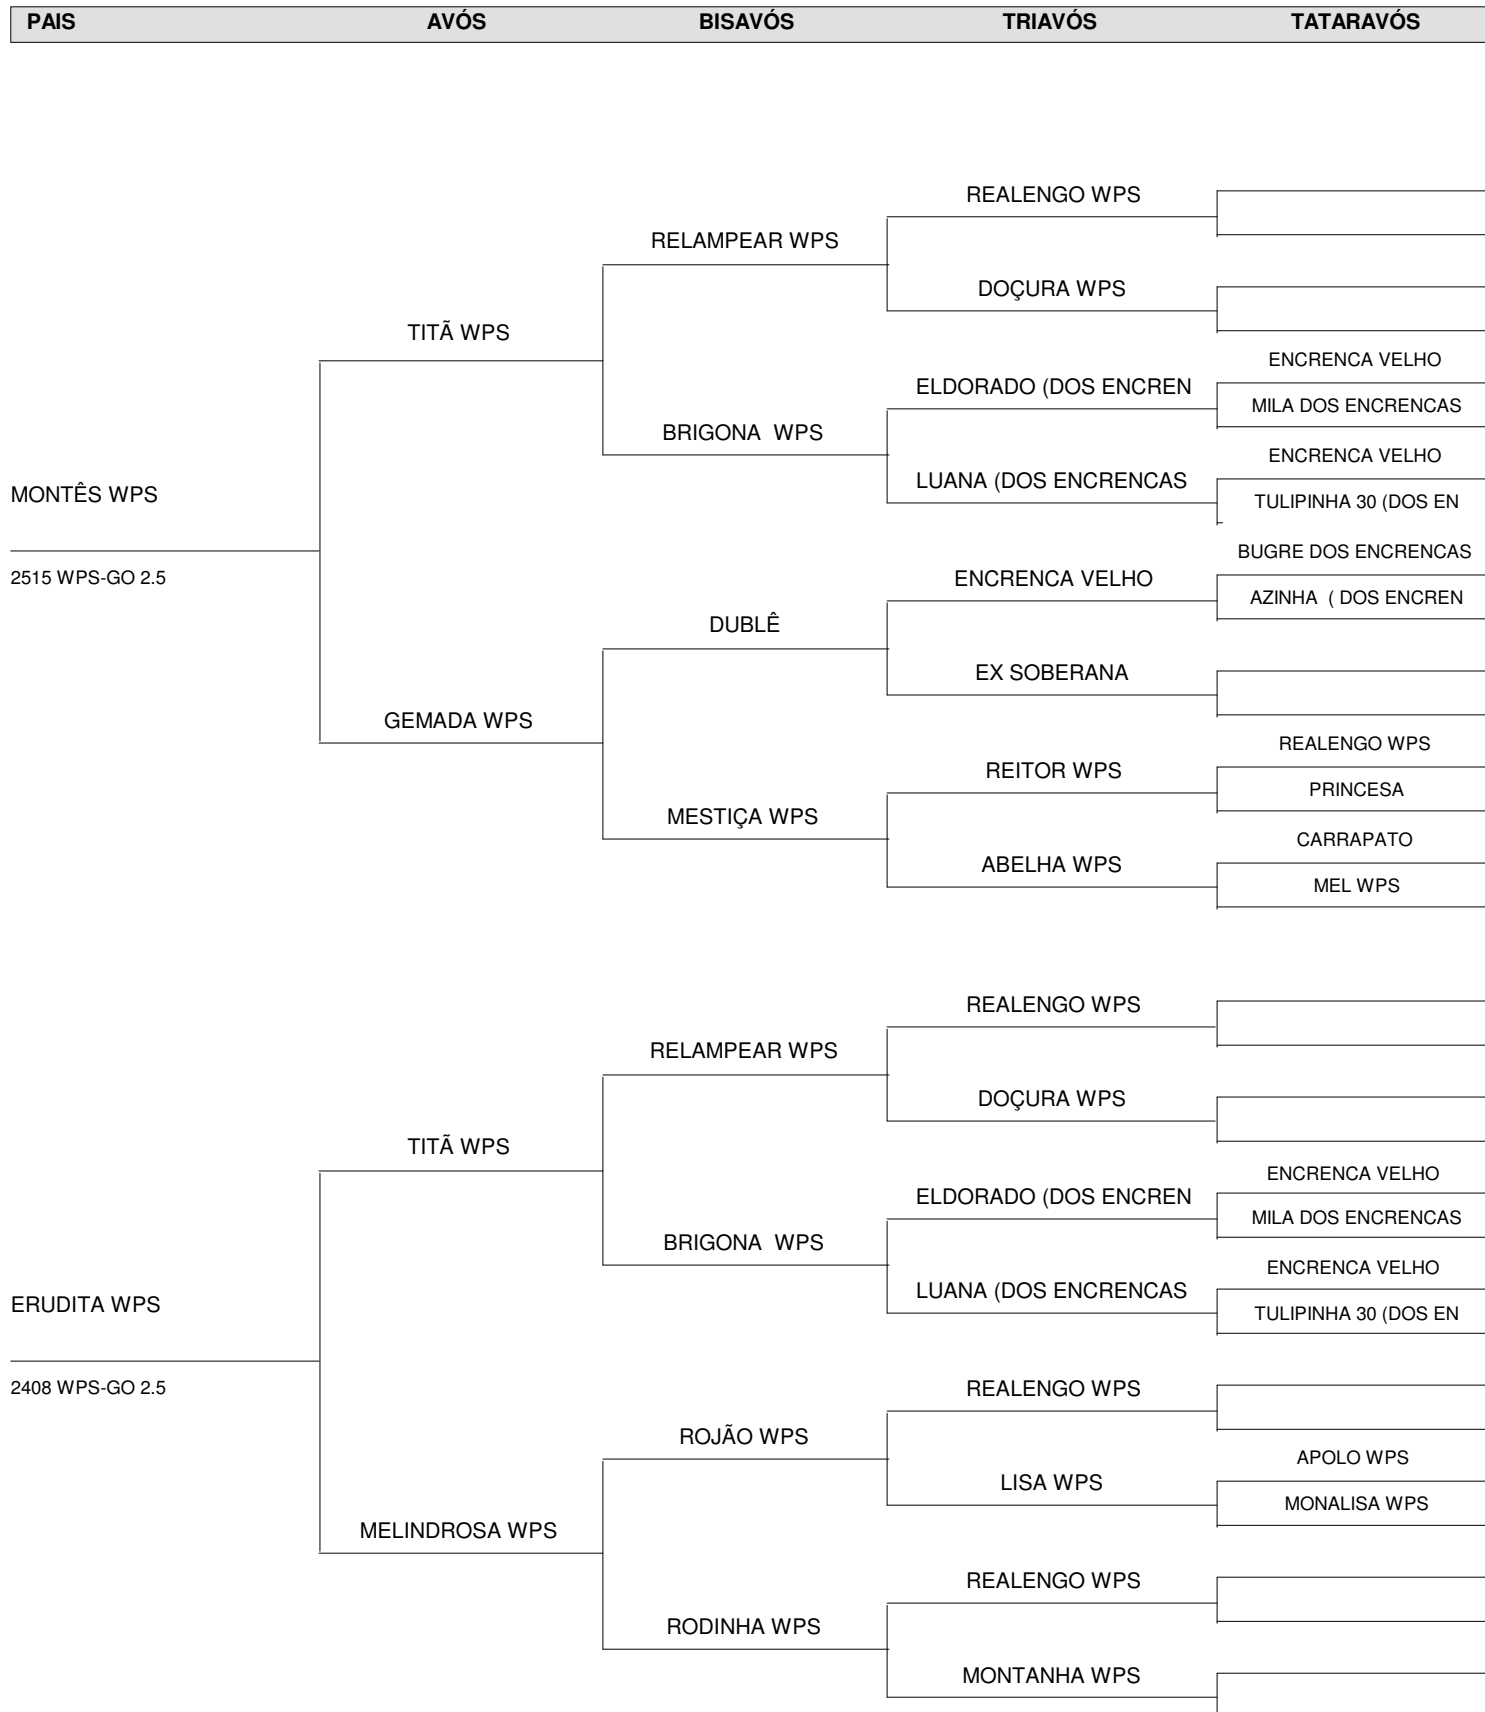 PAIS AVÓS BISAVÓS TRIAVÓS TATARAVÓS
REALENGO WPS
RELAMPEAR WPS
DOÇURA WPS
TITÃ WPS
ENCRENCA VELHO
ELDORADO (DOS ENCREN
MILA DOS ENCRENCAS
BRIGONA  WPS
ENCRENCA VELHO
LUANA (DOS ENCRENCAS
TULIPINHA 30 (DOS EN
MONTÊS WPS
2515 WPS-GO 2.5
BUGRE DOS ENCRENCAS
ENCRENCA VELHO
AZINHA  ( DOS ENCREN
DUBLÊ
EX SOBERANA
GEMADA WPS
REALENGO WPS
REITOR WPS
PRINCESA
MESTIÇA WPS
CARRAPATO
ABELHA WPS
MEL WPS
REALENGO WPS
RELAMPEAR WPS
DOÇURA WPS
TITÃ WPS
ENCRENCA VELHO
ELDORADO (DOS ENCREN
MILA DOS ENCRENCAS
BRIGONA  WPS
ENCRENCA VELHO
LUANA (DOS ENCRENCAS
TULIPINHA 30 (DOS EN
ERUDITA WPS
2408 WPS-GO 2.5
REALENGO WPS
ROJÃO WPS
APOLO WPS
LISA WPS
MONALISA WPS
MELINDROSA WPS
REALENGO WPS
RODINHA WPS
MONTANHA WPS